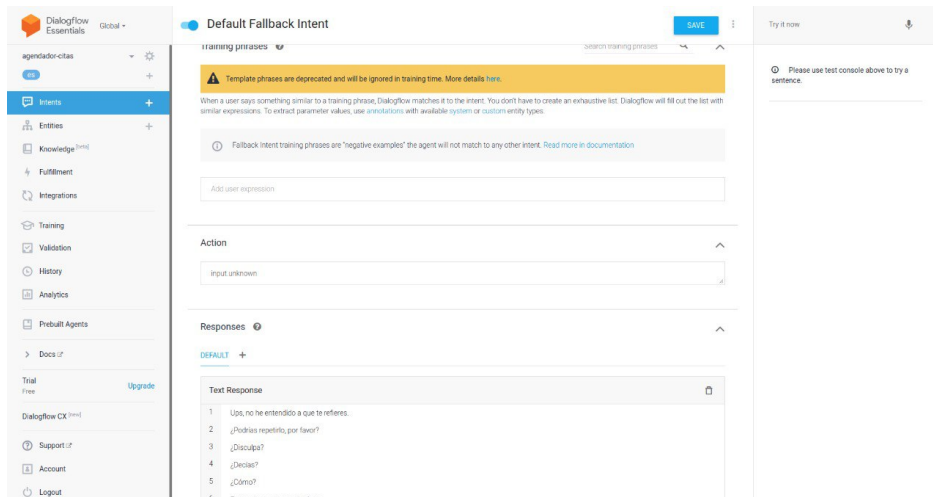 Dialogflow
Essentials
Global
Default Fallback Intent
SAVE
Try it now
agendador-citas
es
Intents
Entities
Knowledge [beta]
Fulfillment
Integrations
Training
Validation
History
Analytics
Prebuilt Agents
Docs
Trial
Free
Upgrade
Dialogflow CX [new]
Support
Account
Logout
Training phrases
Search training phrases
Template phrases are deprecated and will be ignored in training time. More details here.
When a user says something similar to a training phrase, Dialogflow matches it to the intent. You don't have to create an exhaustive list. Dialogflow will fill out the list with
similar expressions. To extract parameter values, use annotations with available system or custom entity types.
Fallback Intent training phrases are "negative examples" the agent will not match to any other intent. Read more in documentation
Add user expression
Action
input.unknown
Responses
DEFAULT
Text Response
1 Ups, no he entendido a que te refieres.
2 ¿Podrías repetirlo, por favor?
3 ¿Disculpa?
4 ¿Decías?
5 ¿Cómo?
Please use test console above to try a
sentence.